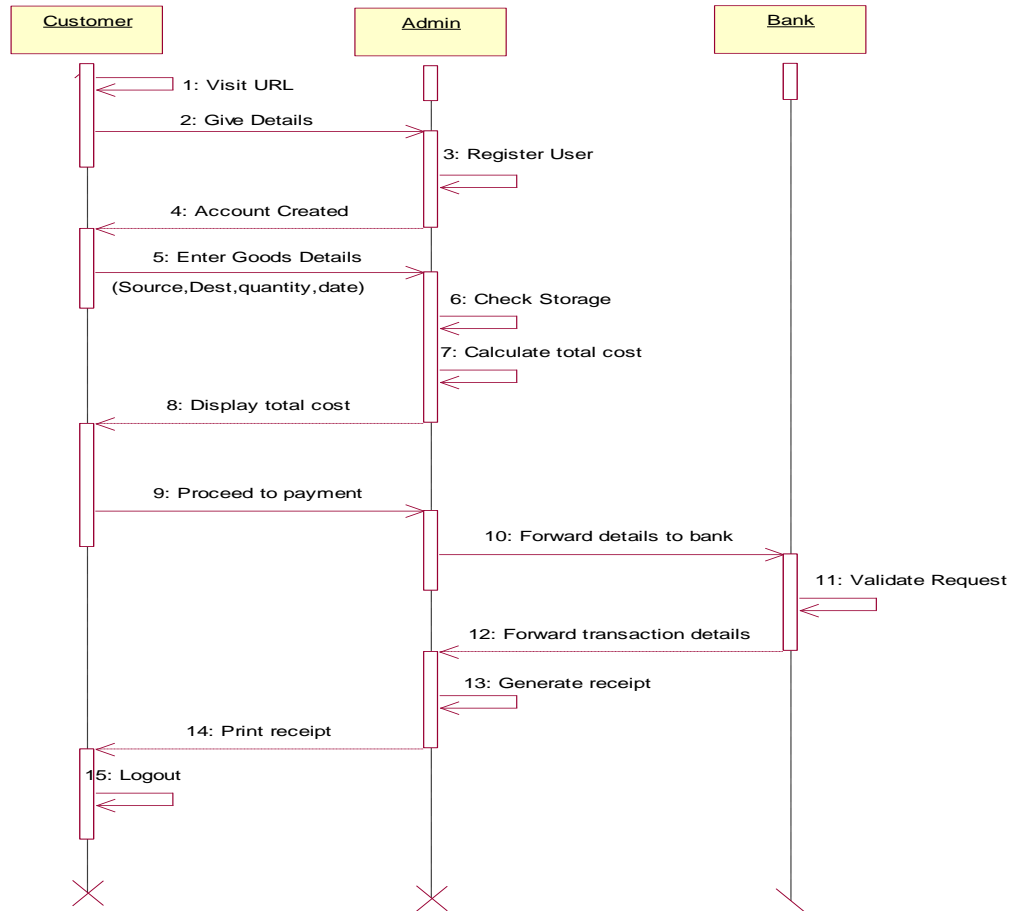 Customer
Admin
Bank
1: Visit URL
2: Give Details
3: Register User
4: Account Created
5: Enter Goods Details
(Source,Dest,quantity,date)
6: Check Storage
7: Calculate total cost
8: Display total cost
9: Proceed to payment
10: Forward details to bank
11: Validate Request
12: Forward transaction details
13: Generate receipt
14: Print receipt
15: Logout